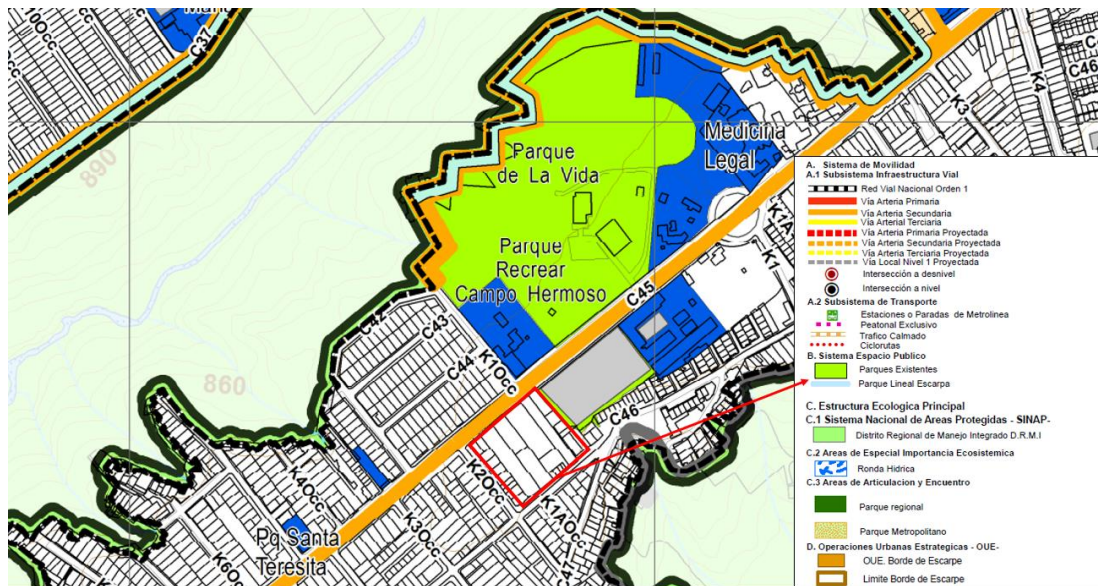 C37
C46
K4
K3
Medicina
Legal
Parque
de La Vida
K1A
K1
Parque
Recrear
Campo Hermoso
890
C45
C42
C43
C44
K1Occ
860
C46
K2Occ
K1AOcc
K4Occ
K3Occ
K6Occ
C47
Pq Santa
Teresita
10Occ
A. Sistema de Movilidad
A.1 Subsistema Infraestructura Vial
Red Vial Nacional Orden 1
Vía Arteria Primaria
Vía Arteria Secundaria
Vía Arteria Terciaria
Vía Arteria Primaria Proyectada
Vía Arteria Secundaria Proyectada
Vía Arteria Terciaria Proyectada
Vía Local Nivel 1 Proyectada
Intersección a desnivel
Intersección a nivel
A.2 Subsistema de Transporte
Estaciones o Paradas de Metrolinea
Peatonal Exclusivo
Trafico Calmado
Ciclorutas
B. Sistema Espacio Publico
Parques Existentes
Parque Lineal Escarpa
C. Estructura Ecologica Principal
C.1 Sistema Nacional de Areas Protegidas - SINAP-
Distrito Regional de Manejo Integrado D.R.M.I
C.2 Areas de Especial Importancia Ecosistemica
Ronda Hidrica
C.3 Areas de Articulacion y Encuentro
Parque regional
Parque Metropolitano
D. Operaciones Urbanas Estrategicas - OUE-
OUE. Borde de Escarpe
Limite Borde de Escarpe